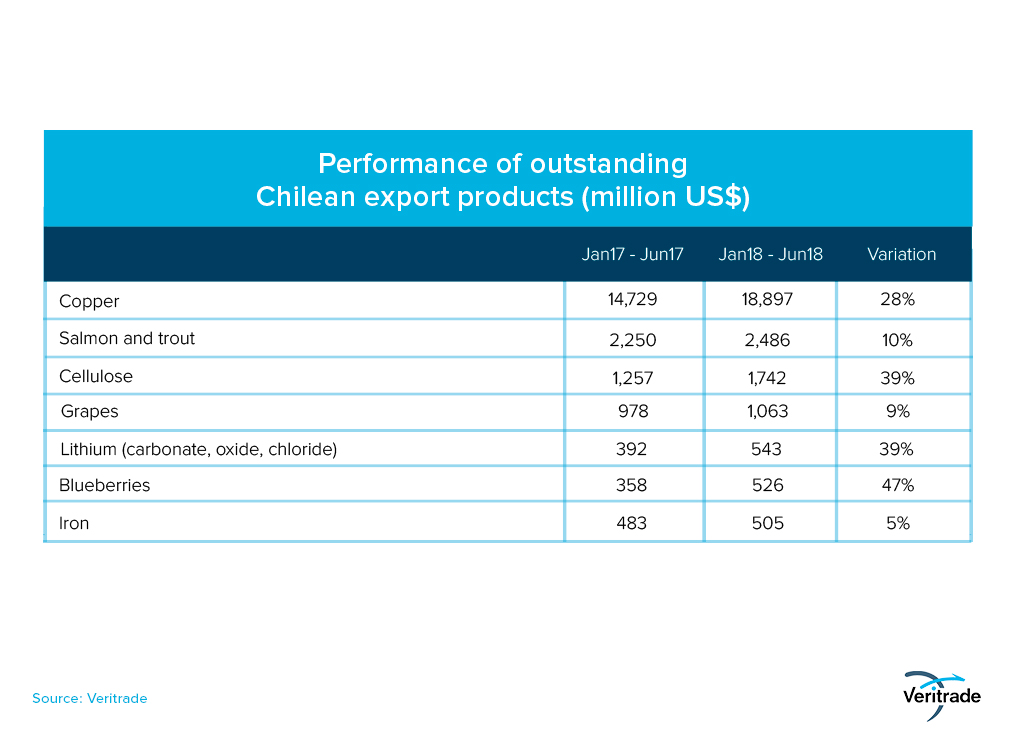 Performance of outstanding
Chilean export products (million US$)
Jan17 - Jun17 Jan18 - Jun18 Variation
Copper 14,729 18,897 28%
Salmon and trout 2,250 2,486 10%
Cellulose 1,257 1,742 39%
Grapes 978 1,063 9%
Lithium (carbonate, oxide, chloride) 392 543 39%
Blueberries 358 526 47%
Iron 483 505 5%
Source: Veritrade
Veritrade